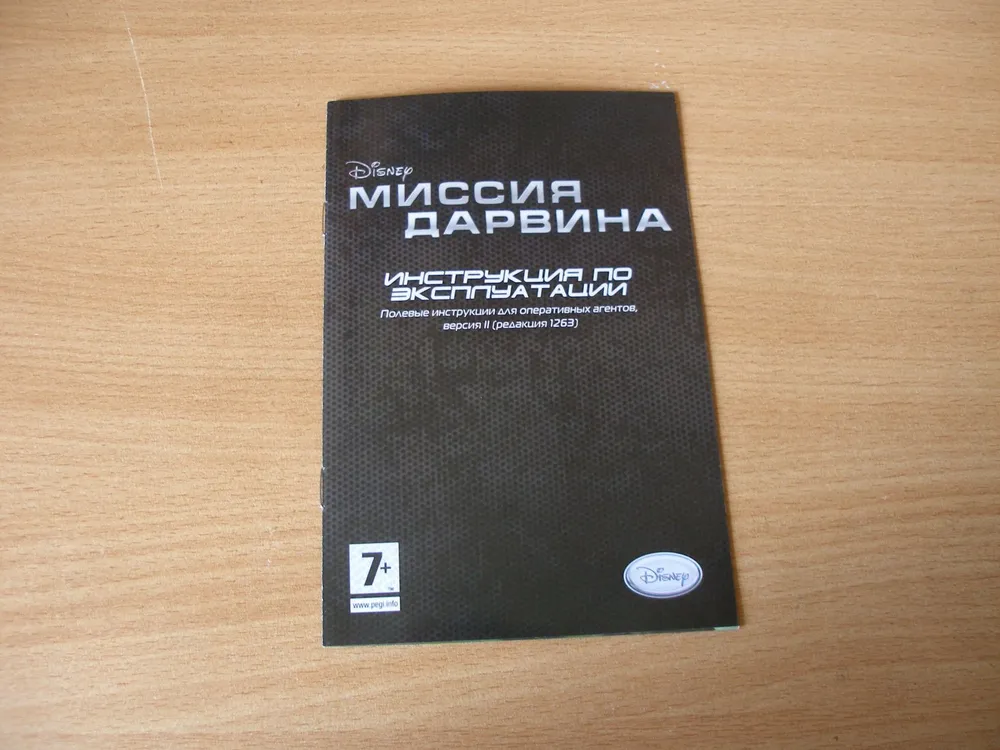 Disney
МИССИЯ
ДАРВИНА
ИНСТРУКЦИЯ ПО
ЭКСПЛУАТАЦИИ
Полевые инструкции для оперативных агентов,
версия II (редакция 1263)
7+
www.pegi.info
Disney